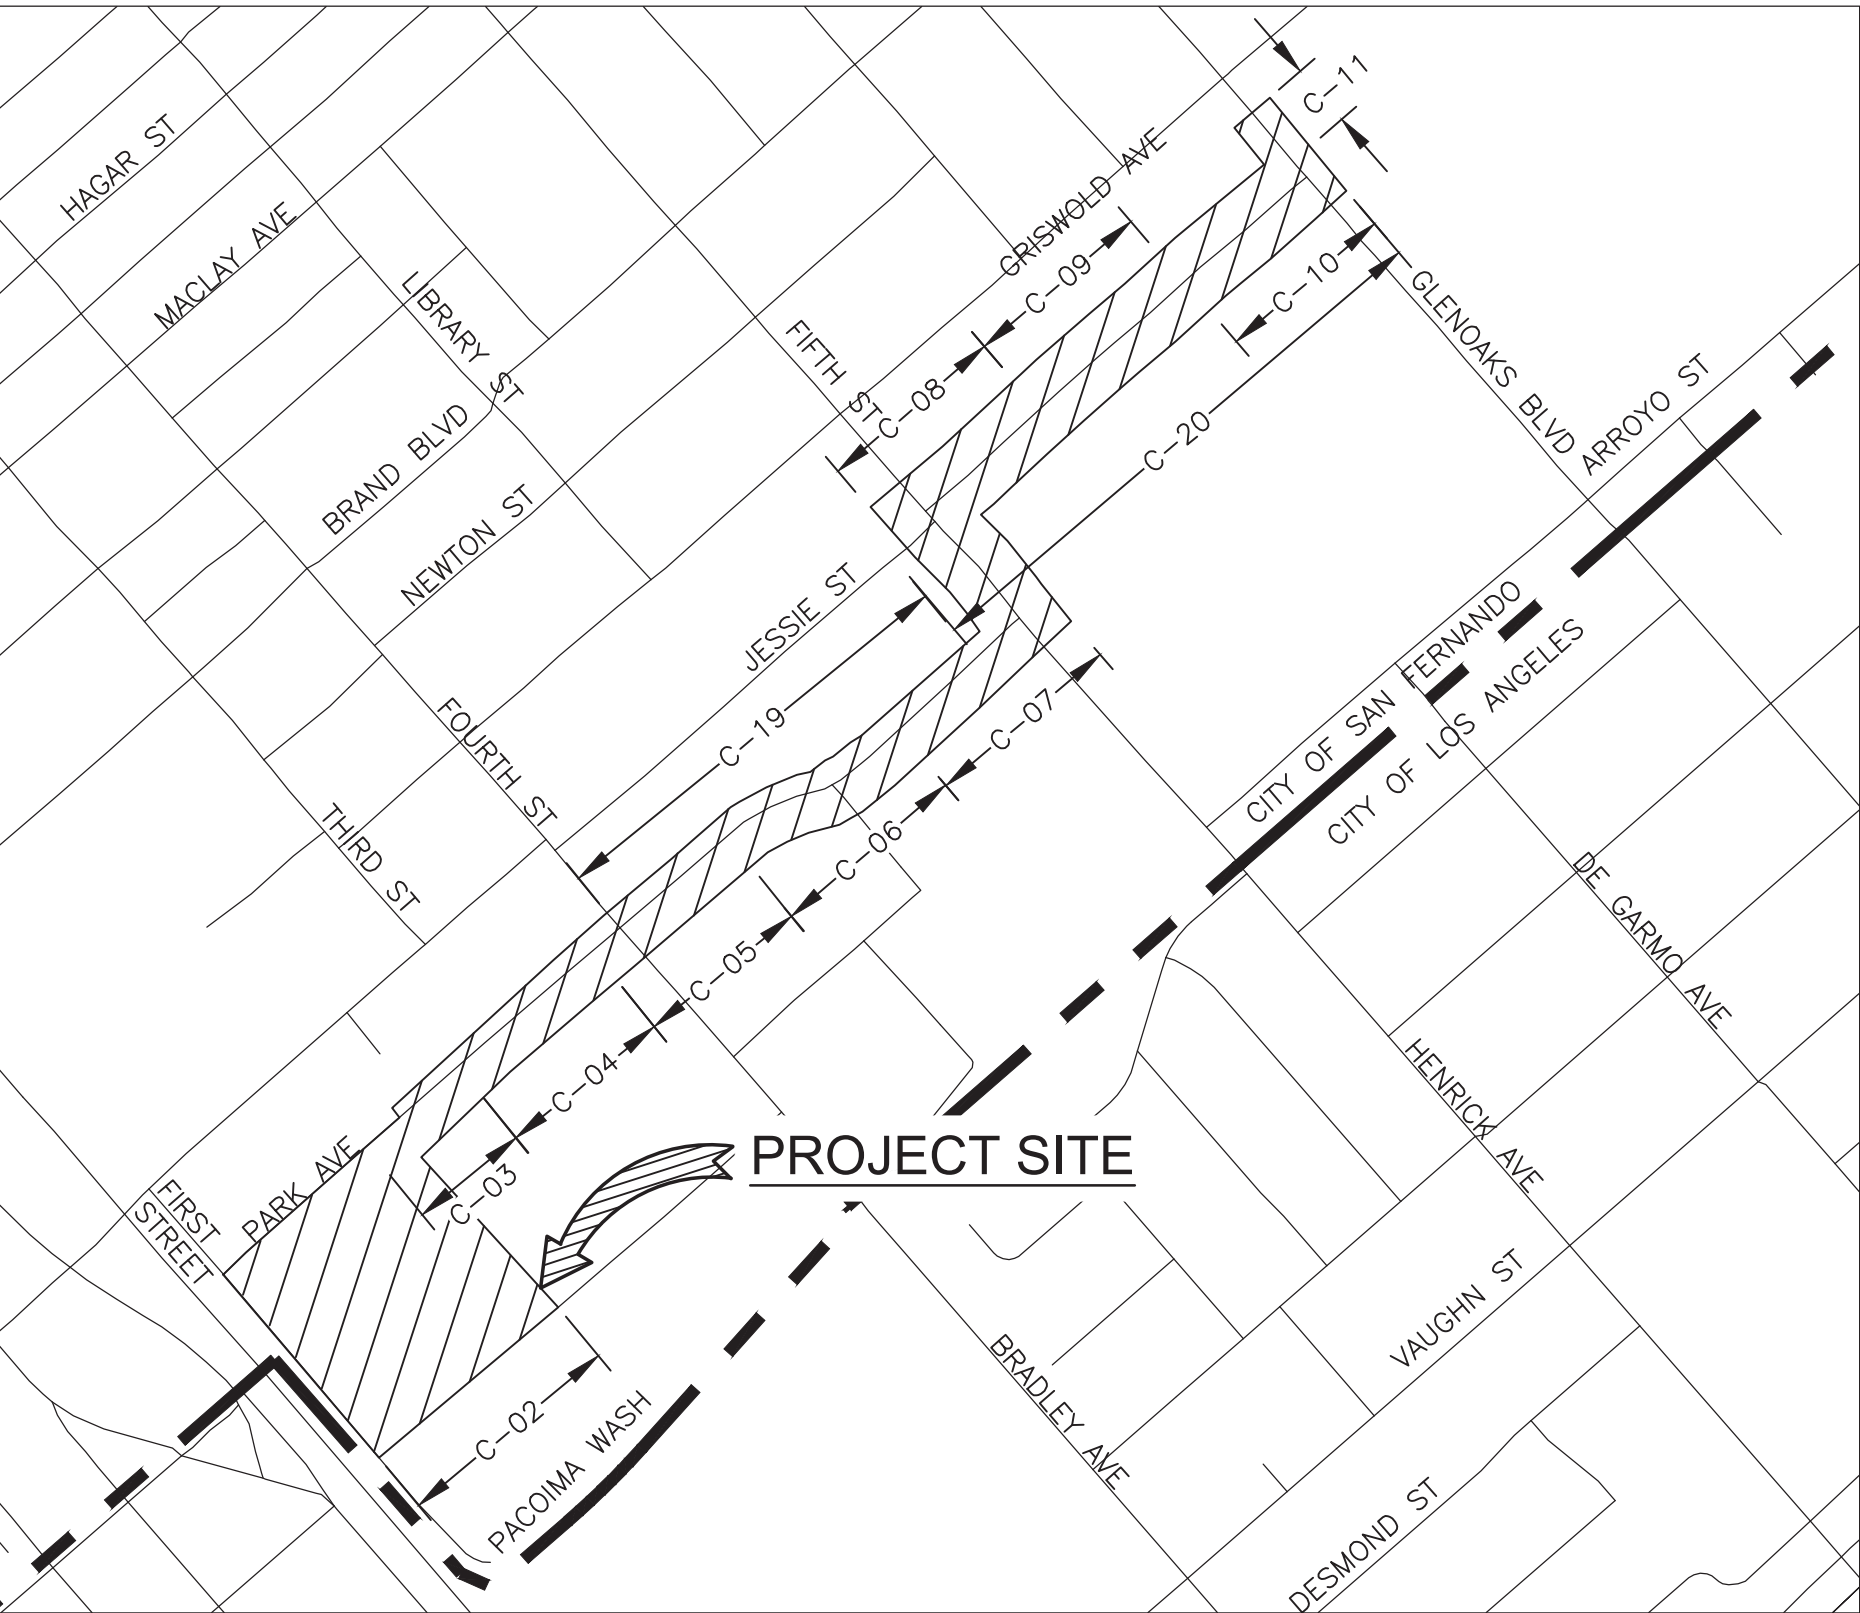 C-11
HAGAR ST
GRISWOLD AVE
MACLAY AVE
C-09
C-10
LIBRARY ST
GLENOAKS BLVD
FIFTH ST
C-08
ARROYO ST
BRAND BLVD
C-20
NEWTON ST
JESSIE ST
CITY OF SAN FERNANDO
CITY OF LOS ANGELES
C-19
C-07
FOURTH ST
C-06
THIRD ST
DE GARMO AVE
C-05
C-04
HENRICK AVE
PROJECT SITE
C-03
PARK AVE
FIRST
STREET
VAUGHN ST
C-02
BRADLEY AVE
PACOIMA WASH
DESMOND ST